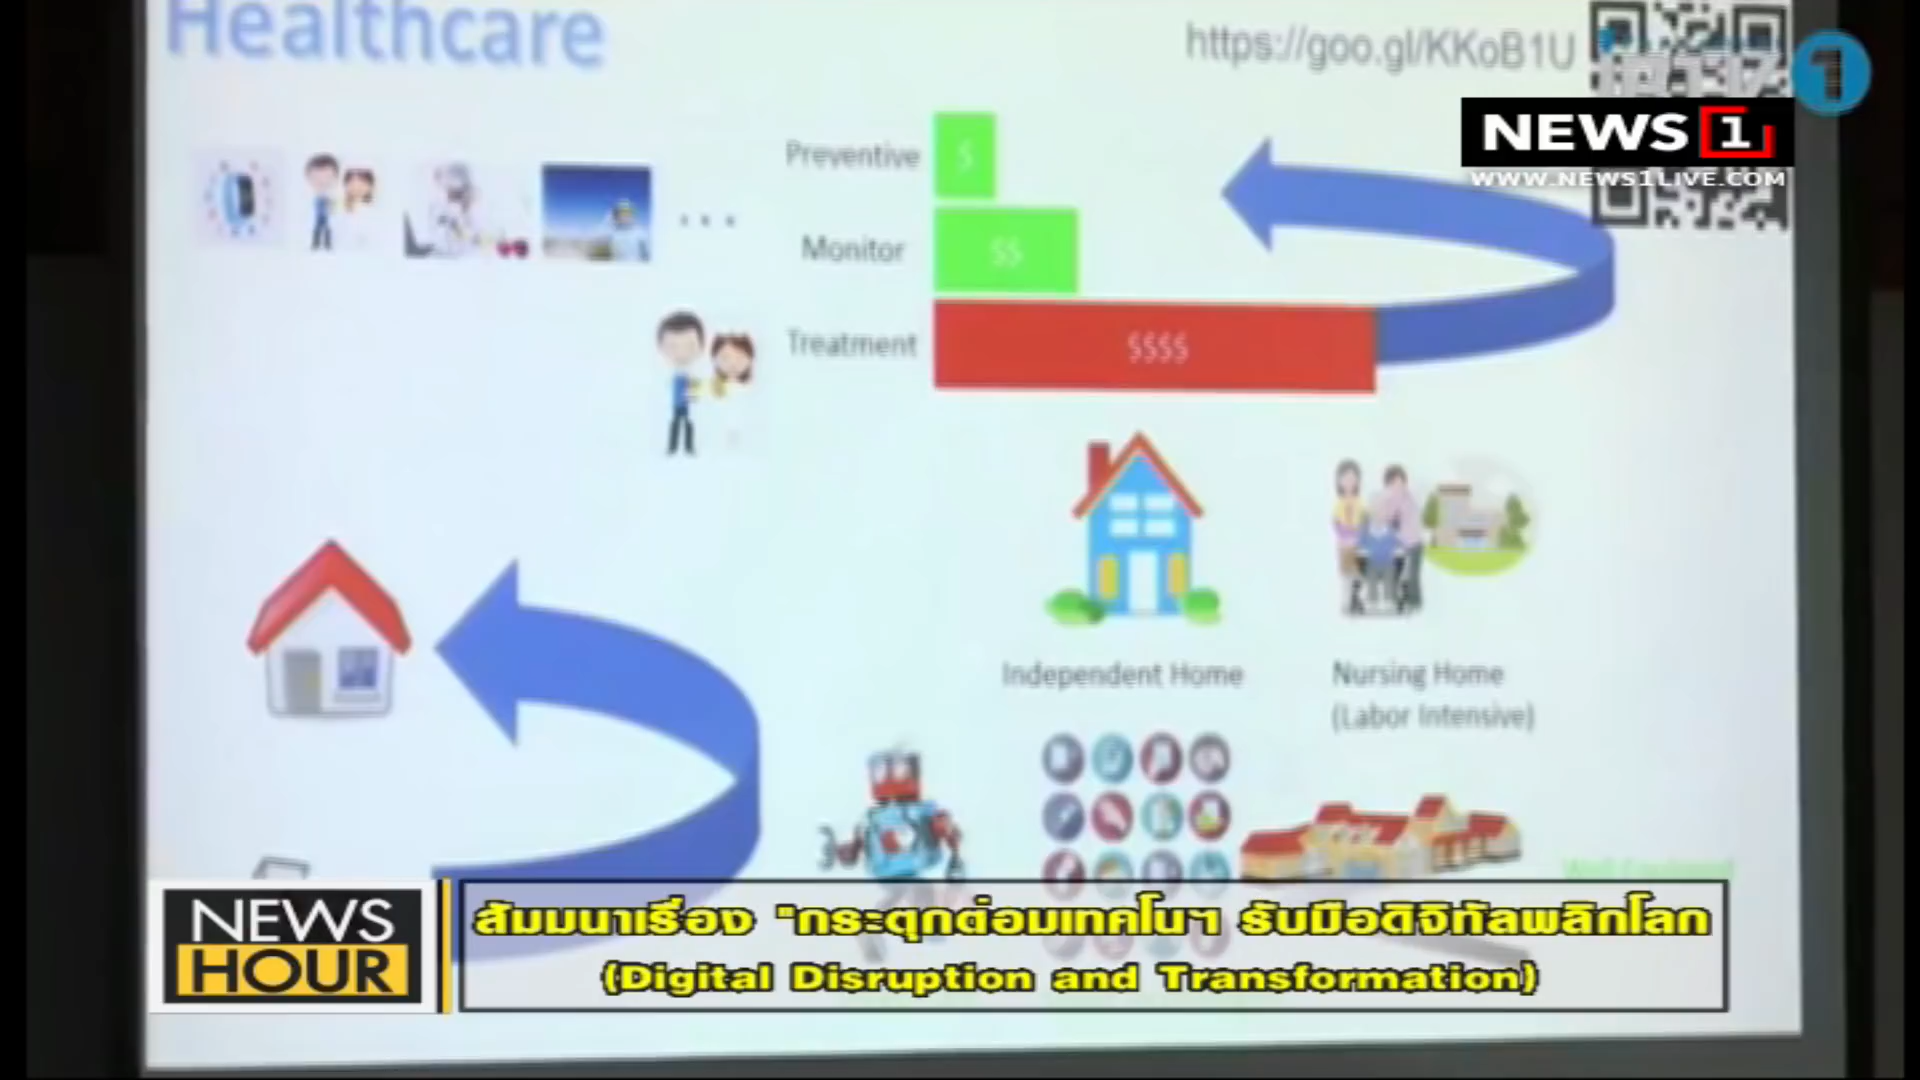 Healthcare
https://goo.gl/KKoB1U
1
NEWS 1
WWW.NEWS1LIVE.COM
Preventive
$
Monitor
$$
Treatment
$$$$
Independent Home
Nursing Home
(Labor Intensive)
NEWS
HOUR
สัมมนาเรื่อง "กระตุกต่อมเทคโนฯ รับมือดิจิทัลพลิกโลก
(Digital Disruption and Transformation)